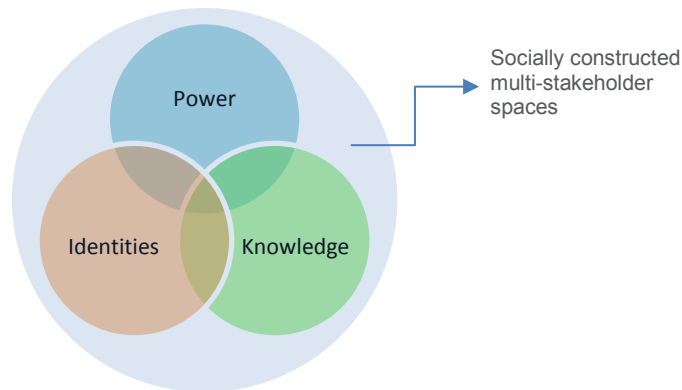 Power
Socially constructed
multi-stakeholder
spaces
Identities
Knowledge